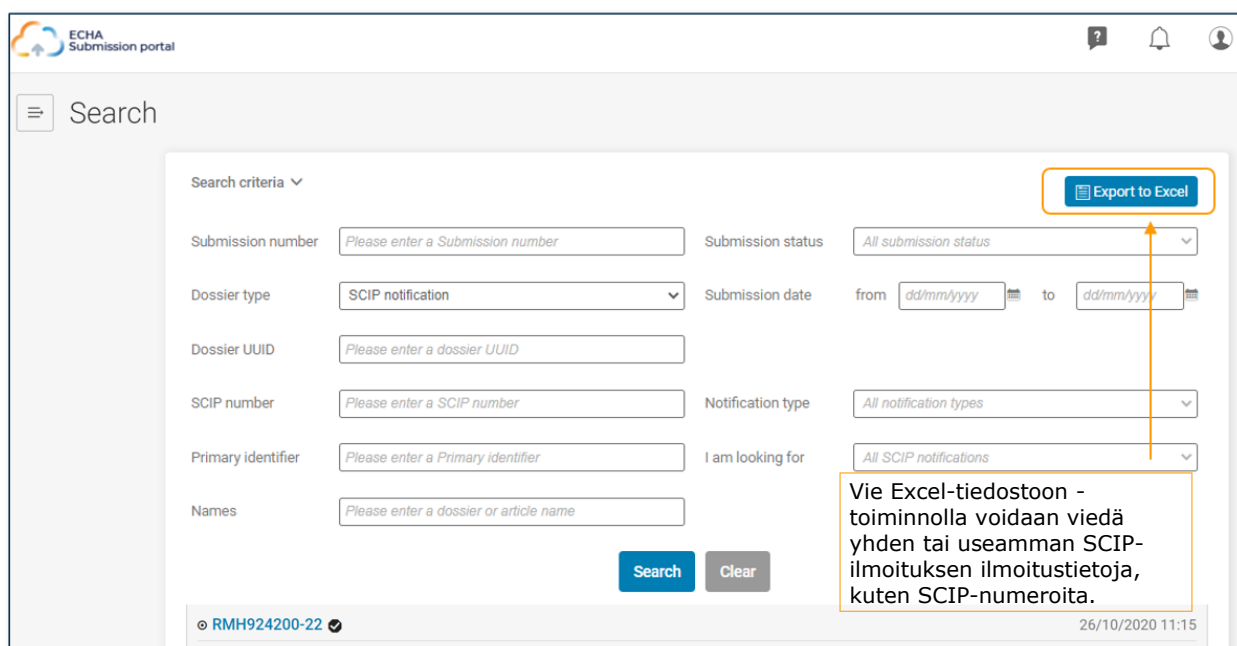 ECHA
Submission portal
Search
Search criteria
Export to Excel
Submission number Please enter a Submission number Submission status All submission status
Dossier type SCIP notification Submission date from dd/mm/yyyy to dd/mm/yyyy
Dossier UUID Please enter a dossier UUID
SCIP number Please enter a SCIP number Notification type All notification types
Primary identifier Please enter a Primary identifier I am looking for All SCIP notifications
Names Please enter a dossier or article name
Vie Excel-tiedostoon -
toiminnolla voidaan viedä
yhden tai useamman SCIP-
ilmoituksen ilmoitustietoja,
kuten SCIP-numeroita.
Search Clear
RMH924200-22 26/10/2020 11:15